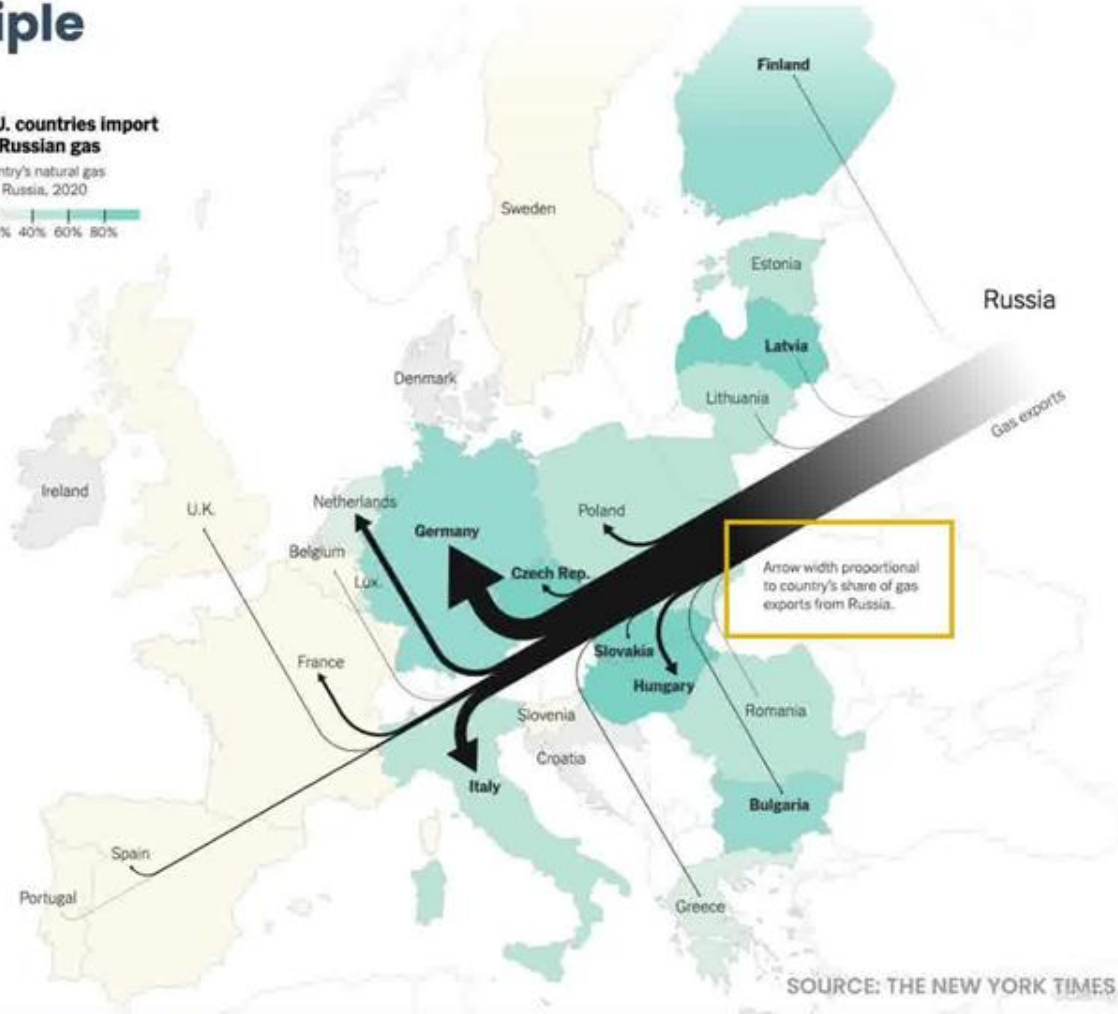 iple
J. countries import
Russian gas
ntry's natural gas
Russia, 2020
% 40% 60% 80%
Finland
Sweden
Estonia
Russia
Latvia
Denmark
Lithuania
Gas exports
Ireland
Netherlands
U.K.
Poland
Germany
Belgium
Czech Rep.
Lux.
Arrow width proportional
to country's share of gas
exports from Russia.
Slovakia
France
Hungary
Slovenia
Romania
Croatia
Italy
Bulgaria
Spain
Portugal
Greece
SOURCE: THE NEW YORK TIMES